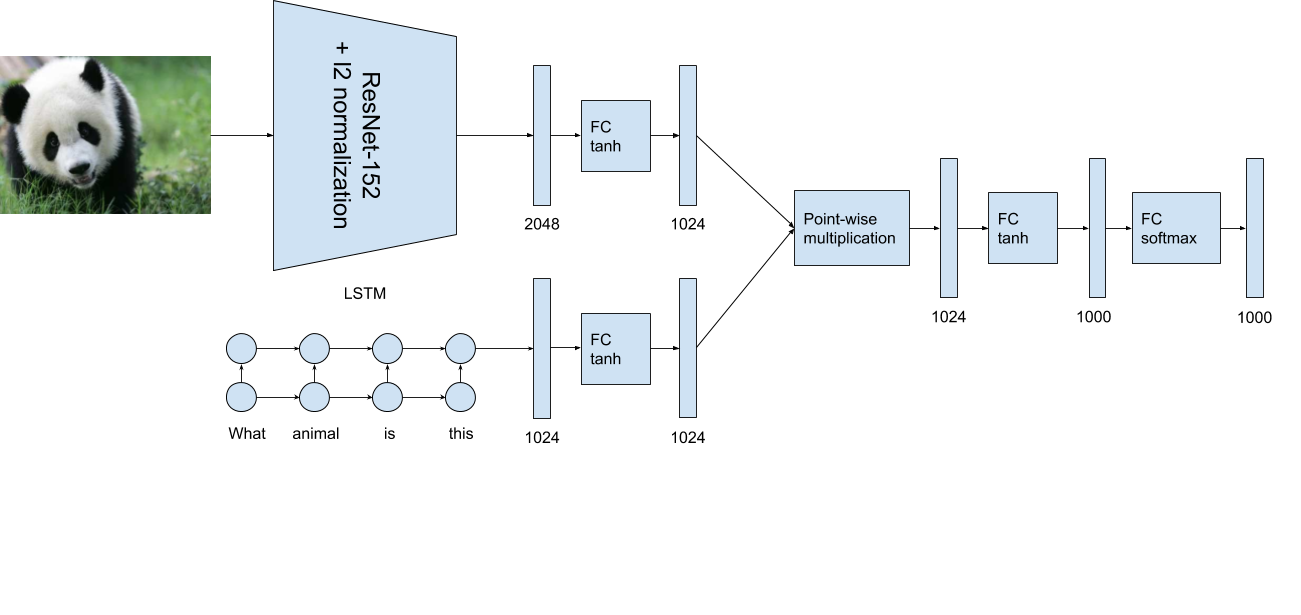 ResNet-152
+ l2 normalization
FC
tanh
2048
1024
LSTM
What animal is this
FC
tanh
1024
1024
Point-wise
multiplication
1024
FC
tanh
1000
FC
softmax
1000